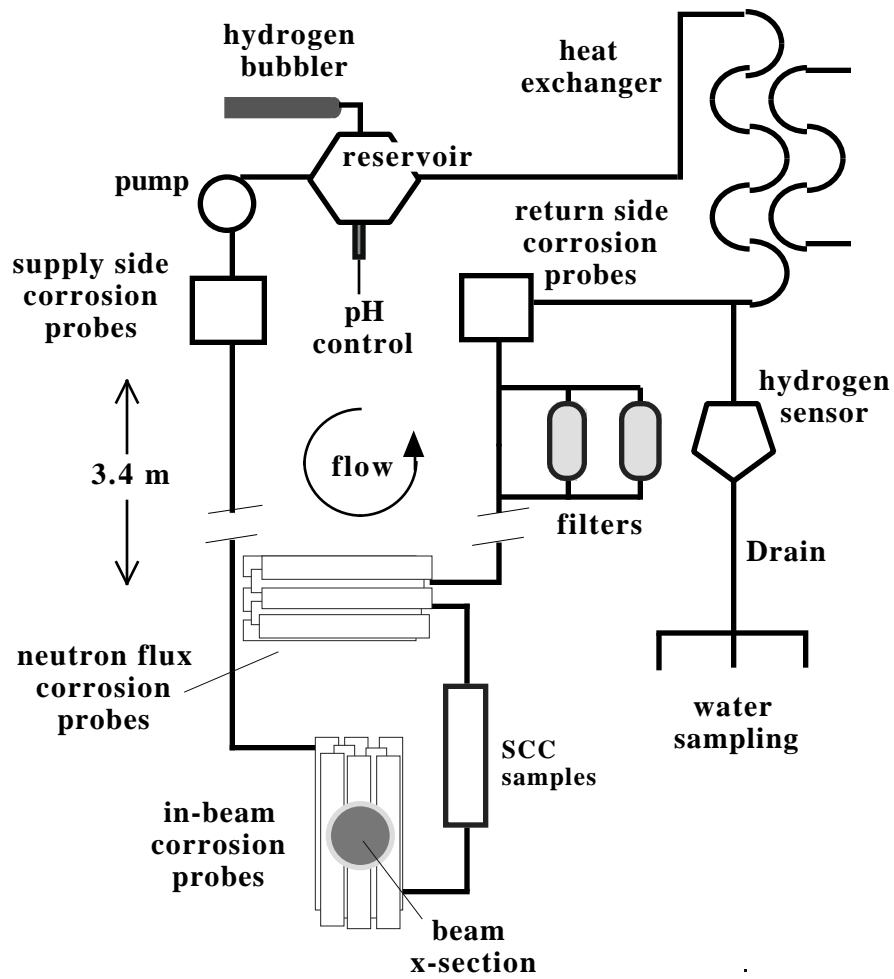 hydrogen
bubbler
heat
exchanger
reservoir
pump
return side
corrosion
probes
supply side
corrosion
probes
pH
control
hydrogen
sensor
3.4 m
flow
filters
Drain
neutron flux
corrosion
probes
water
sampling
SCC
samples
in-beam
corrosion
probes
beam
x-section